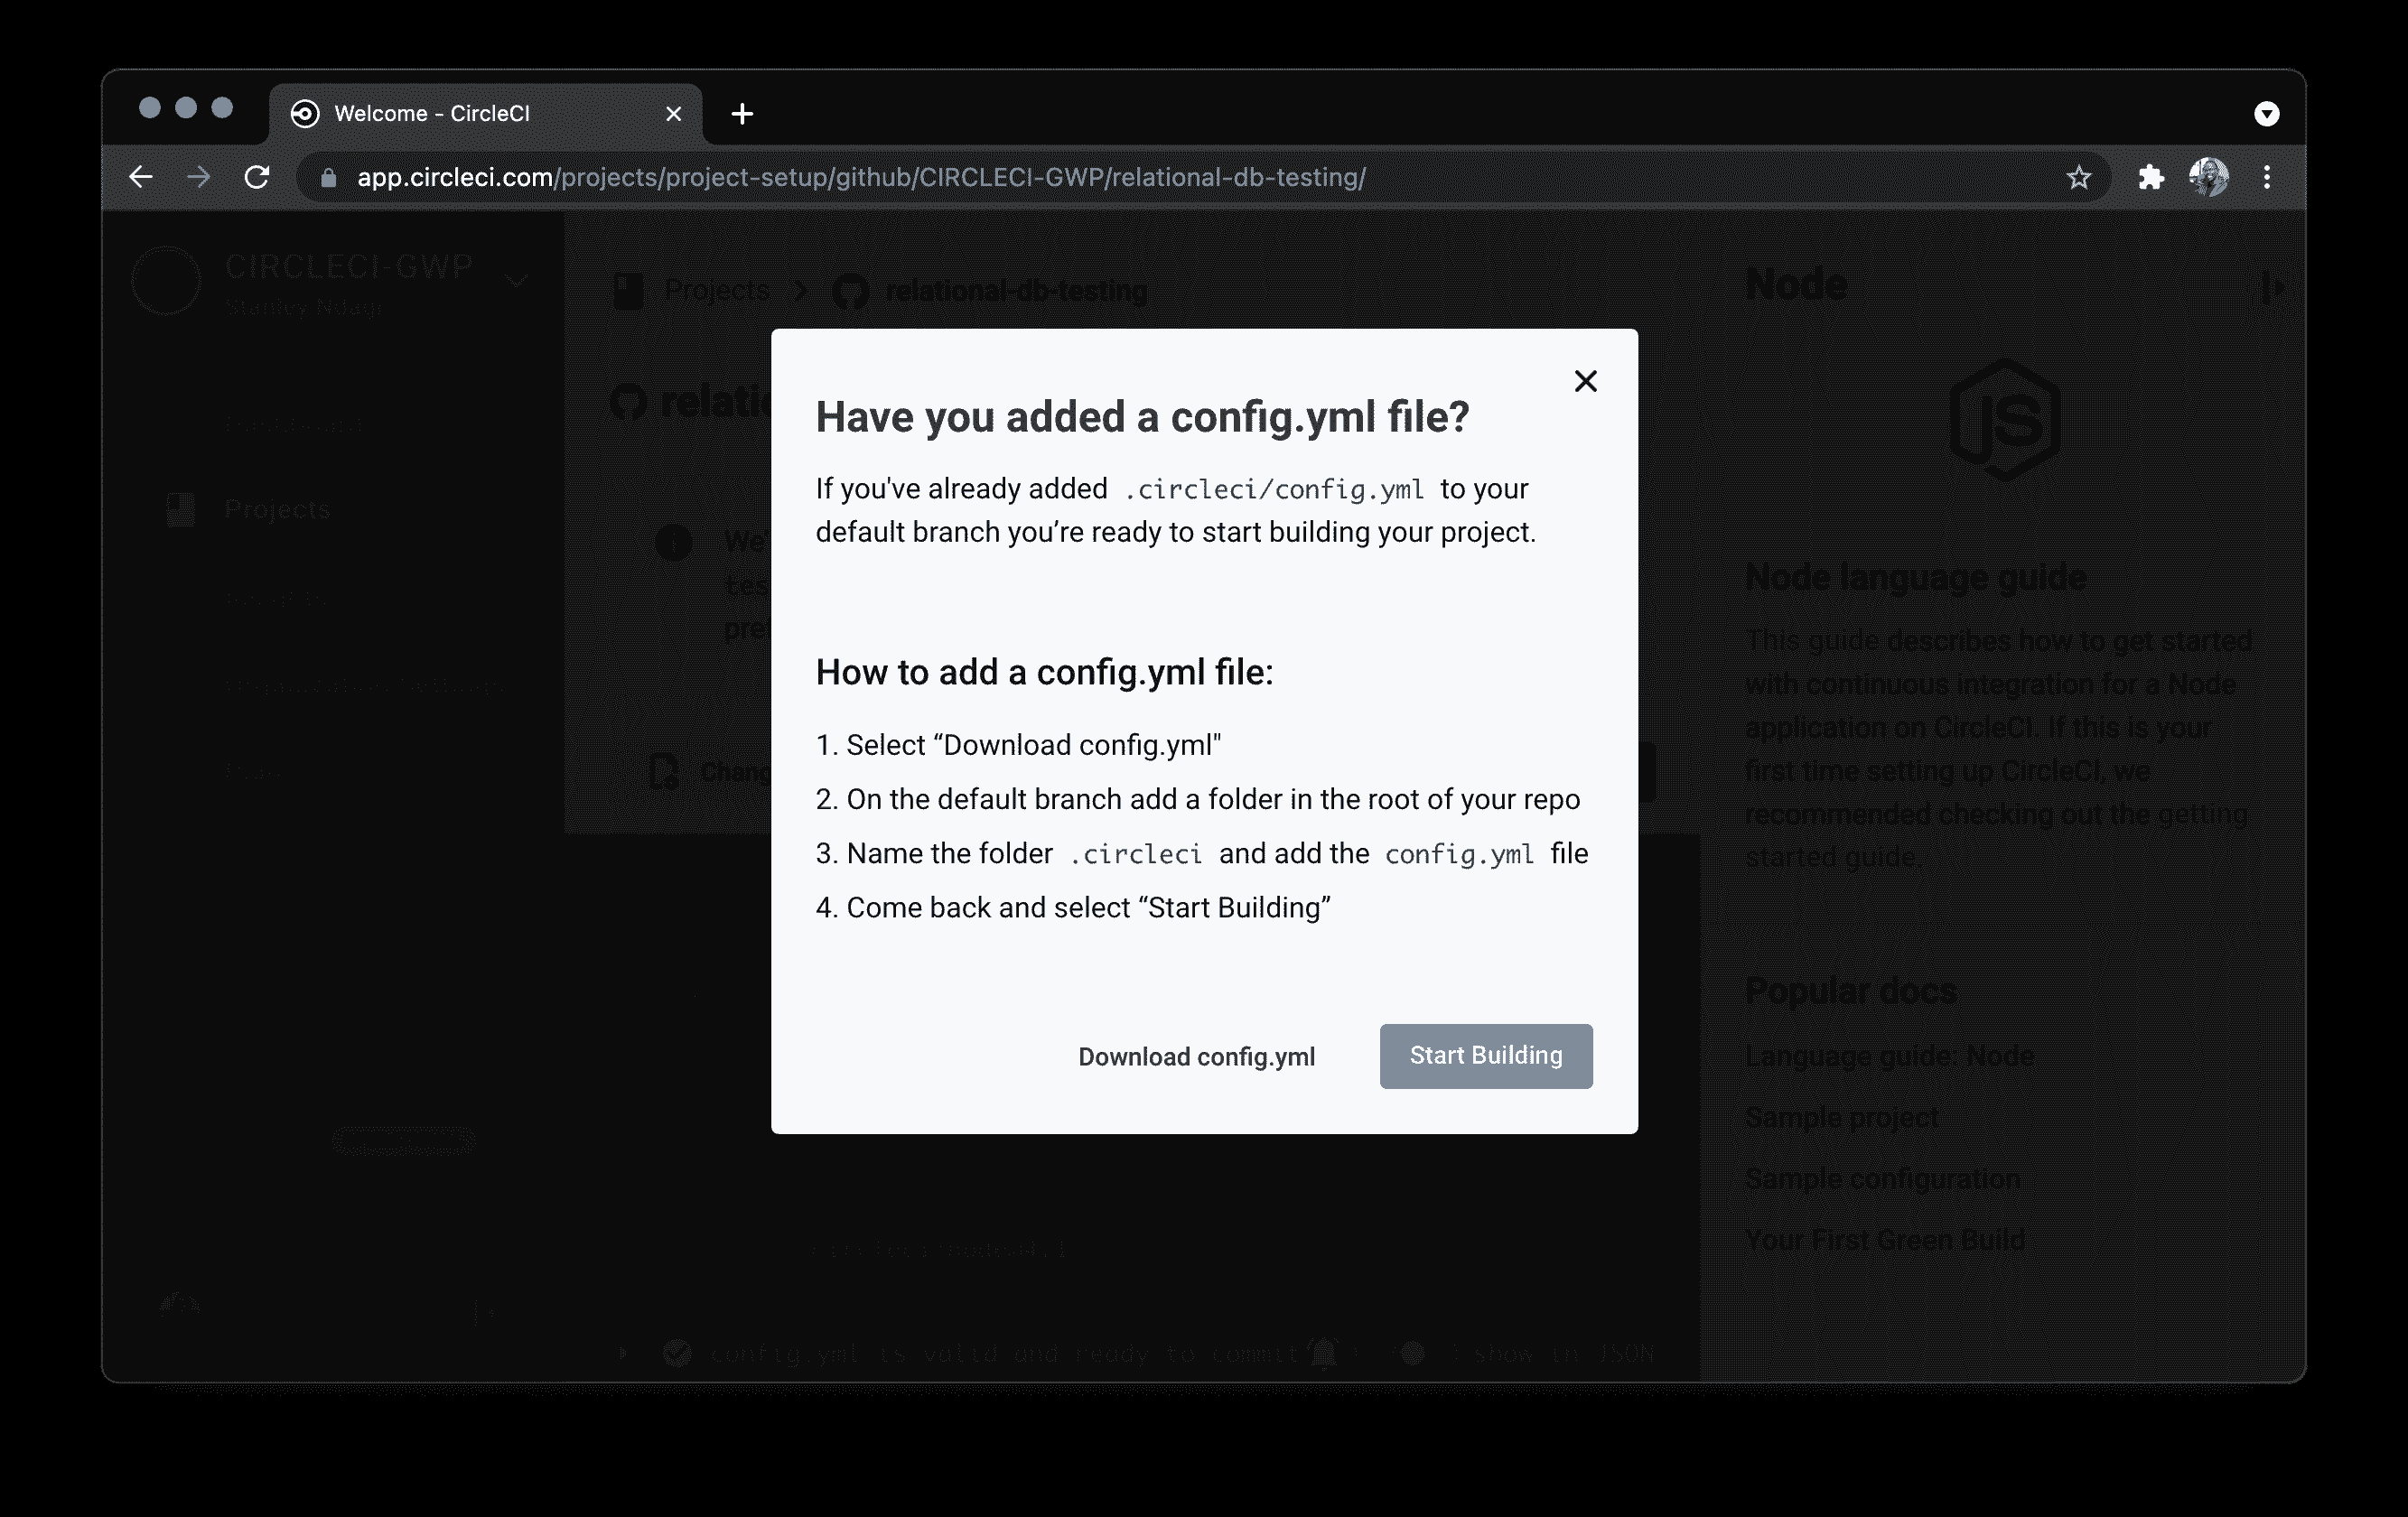 Welcome - CircleCI
app.circleci.com/projects/project-setup/github/CIRCLECI-GWP/relational-db-testing/
CIRCLECI-GWP
Stanley Ndagi
Projects
Projects
relational-db-testing
relatio
We'
tes
pref
Chang
Have you added a config.yml file?
If you've already added .circleci/config.yml to your
default branch you’re ready to start building your project.
How to add a config.yml file:
1. Select “Download config.yml"
2. On the default branch add a folder in the root of your repo
3. Name the folder .circleci and add the config.yml file
4. Come back and select “Start Building”
Download config.yml
Start Building
config.yml is valid and ready to commit
show in JSON
Node
JS
Node language guide
This guide describes how to get started
with continuous integration for a Node
application on CircleCI. If this is your
first time setting up CircleCI, we
recommended checking out the getting
started guide.
Popular docs
Language guide: Node
Sample project
Sample configuration
Your First Green Build